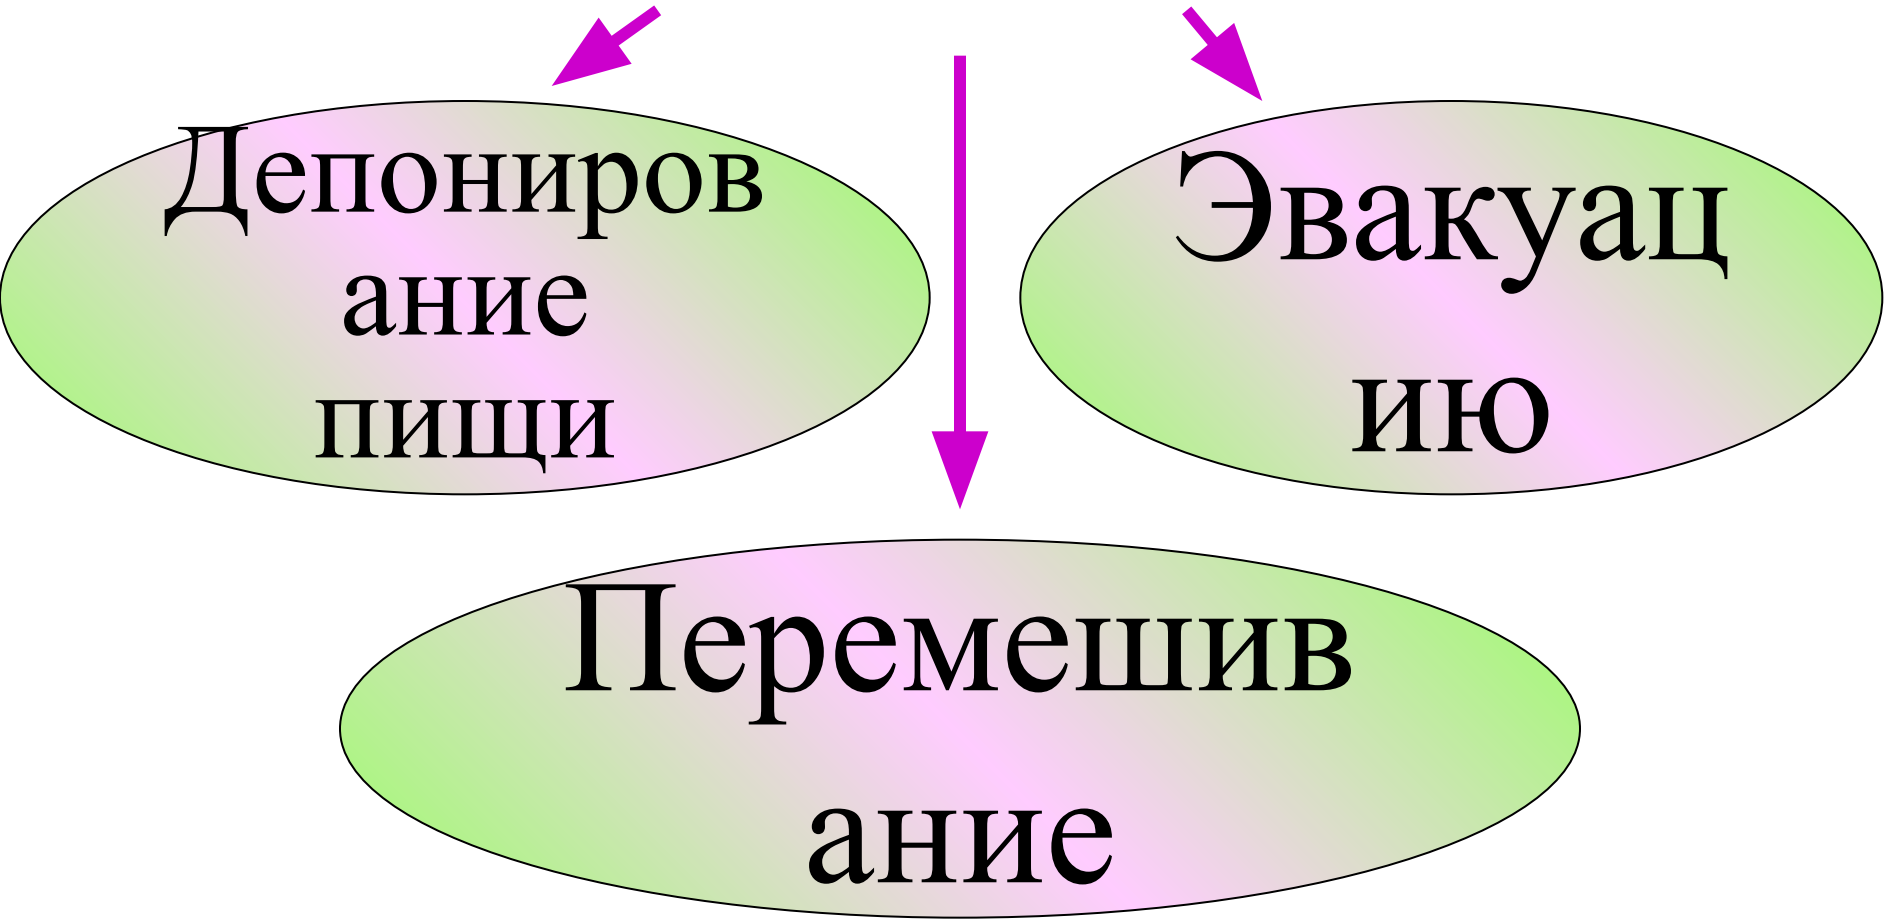 Депониров
ание
пищи
Эвакуац
ию
Перемешив
ание